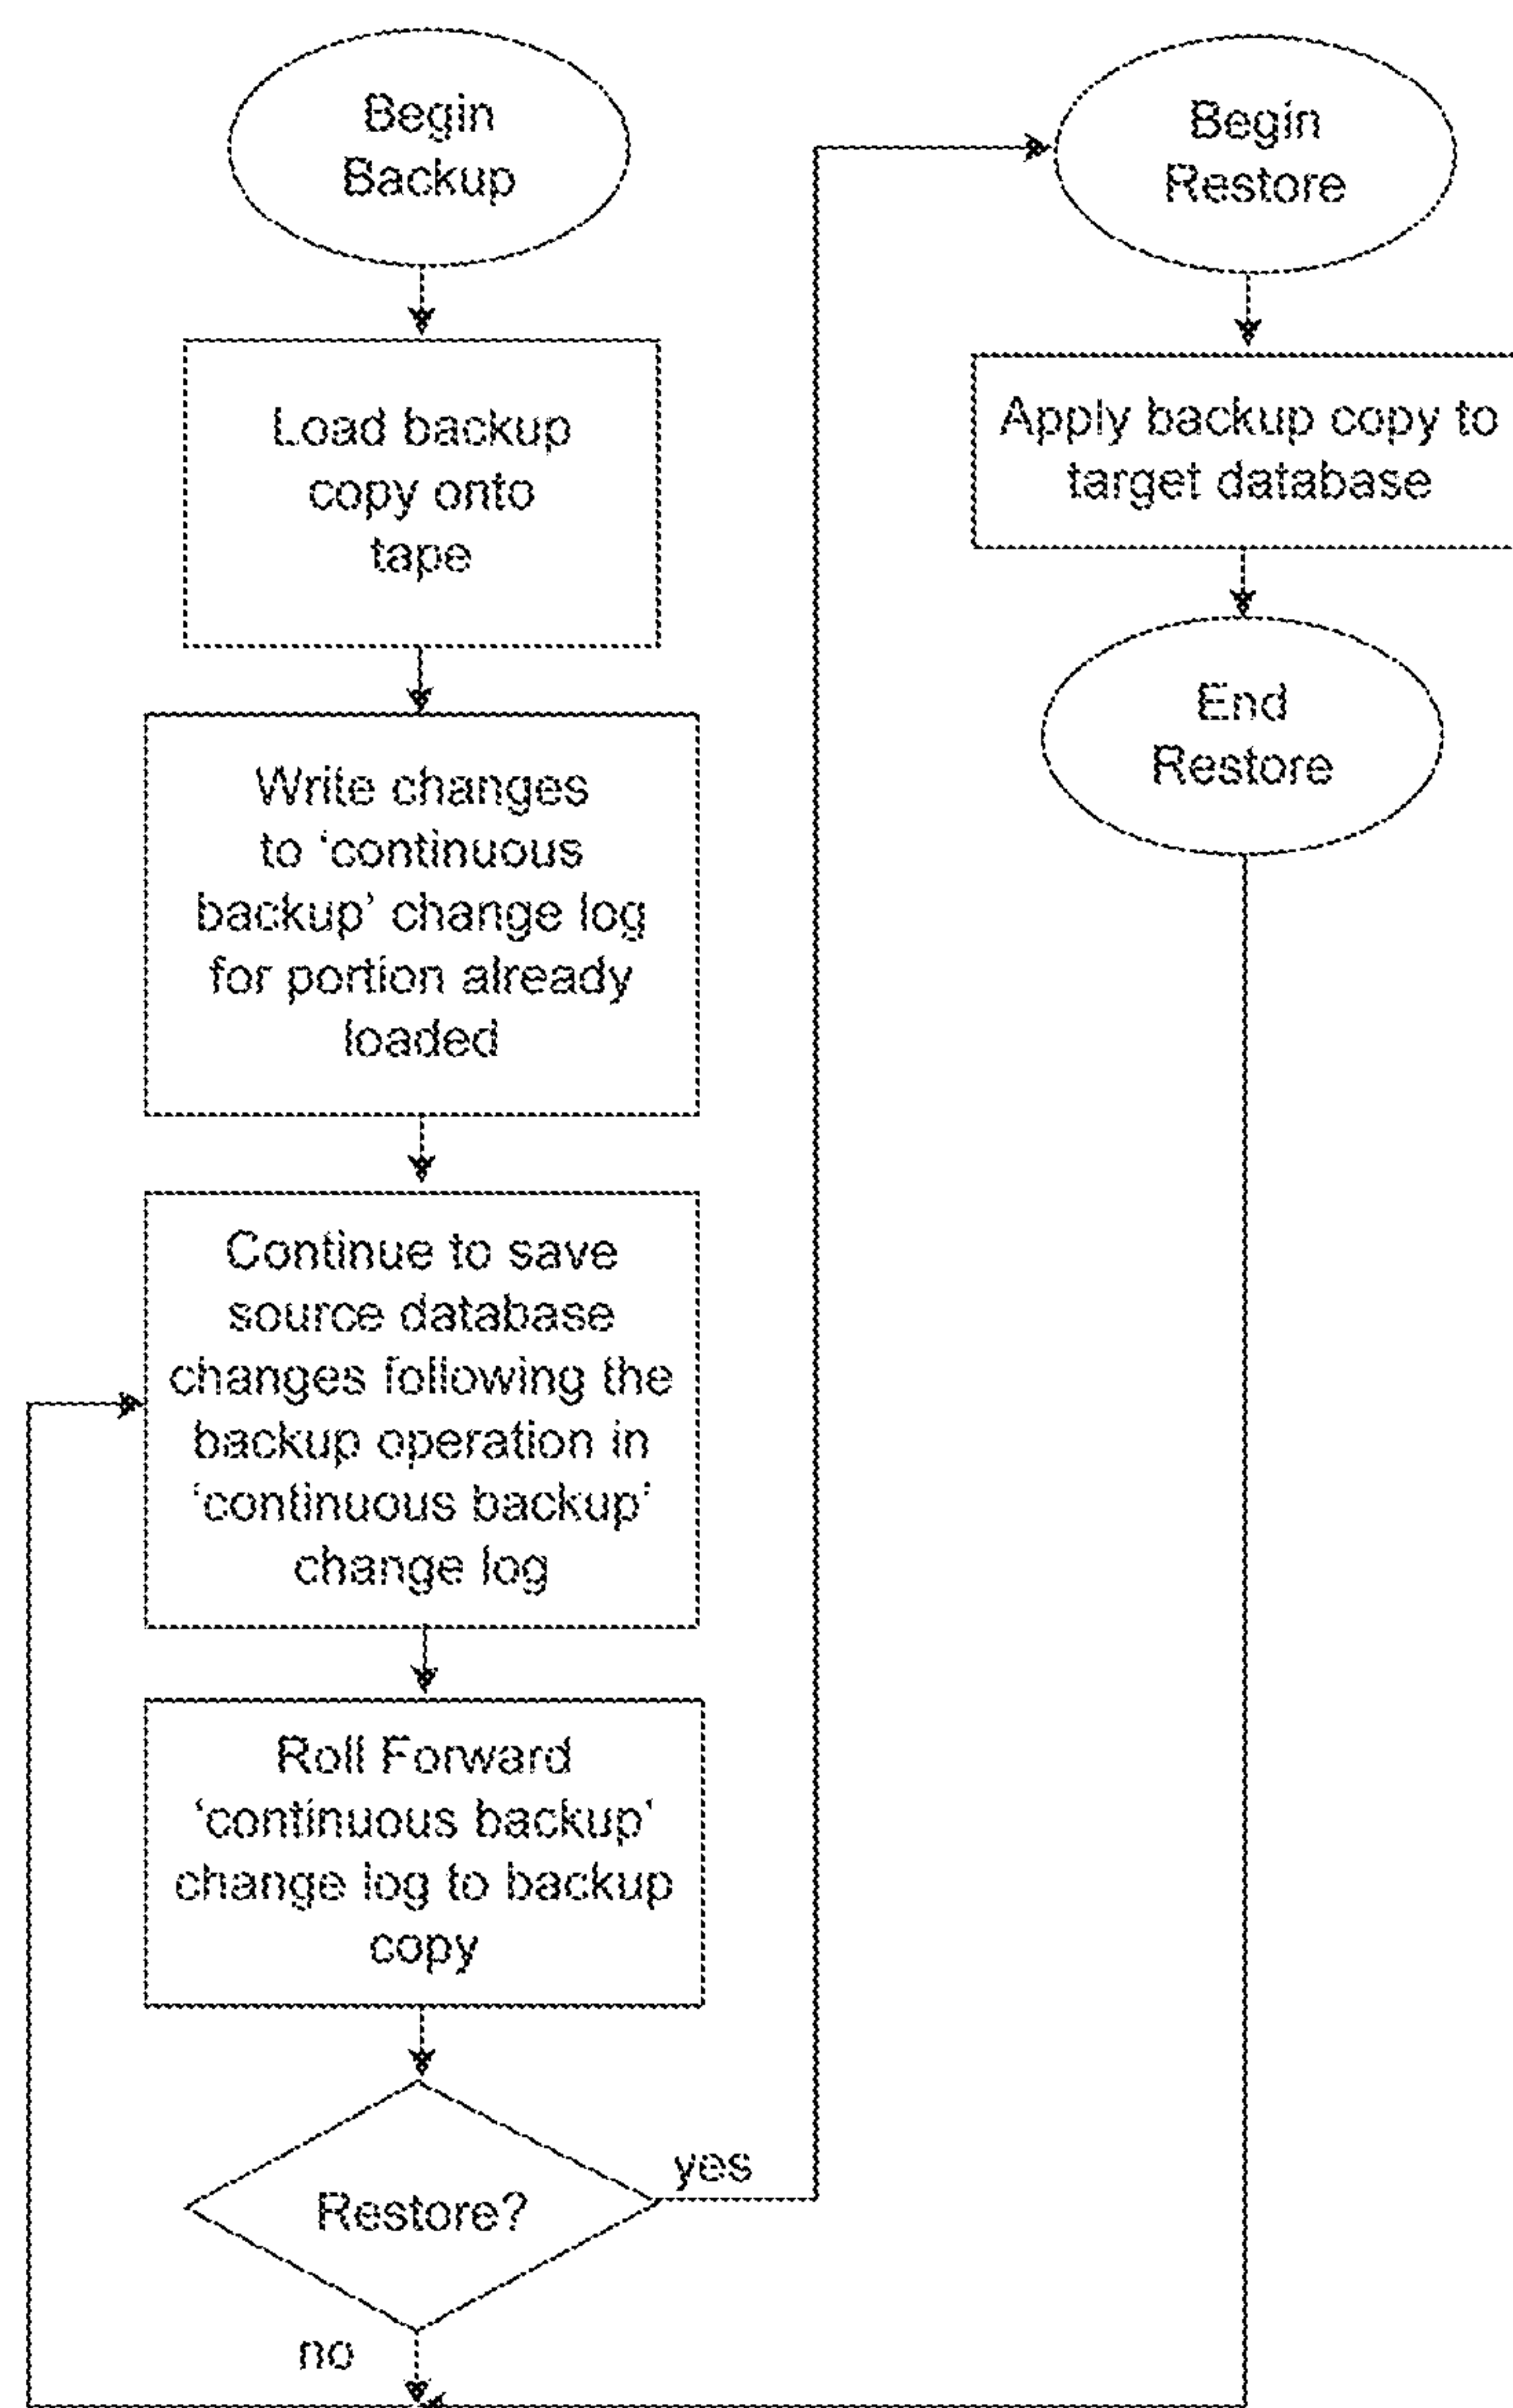 Begin
Backup
Load backup
copy onto
tape
Write changes
to ‘continuous
backup’ change log
for portion already
loaded
Continue to save
source database
changes following the
backup operation in
‘continuous backup’
change log
Roll Forward
‘continuous backup‘
change log to backup
copy
Restore?
yes
no
Begin
Restore
Apply backup copy to
target database
End
Restore